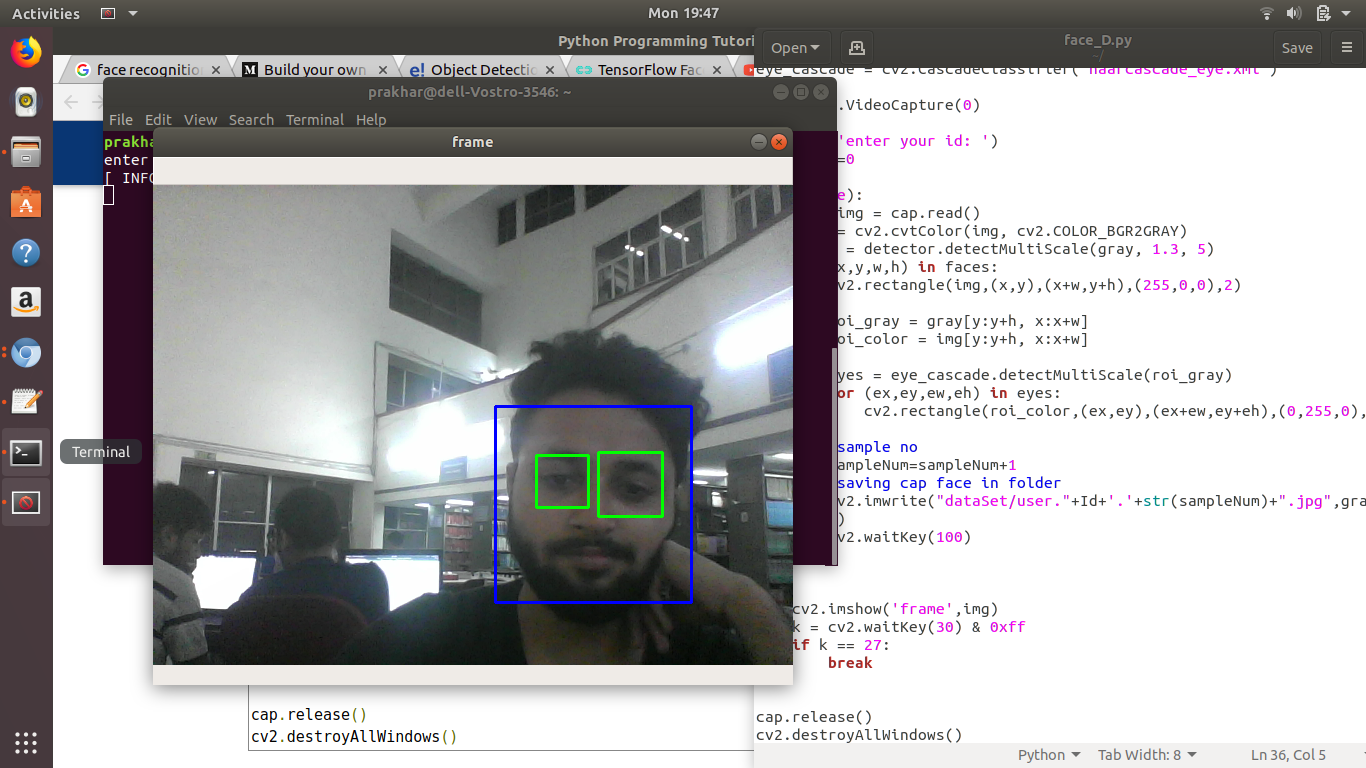 Activities
Mon 19:47
Python Programming Tutori
Open
face_D.py
~/
Save
face recognitio
Build your own
Object Detectio
TensorFlow Fac
prakhar@dell-Vostro-3546: ~
File Edit View Search Terminal Help
prakha
enter
[ INFO
frame
Terminal
eye_cascade = cv2.CascadeClassifier('haarcascade_eye.xml')
.VideoCapture(0)
'enter your id: ')
=0
e):
img = cap.read()
= cv2.cvtColor(img, cv2.COLOR_BGR2GRAY)
= detector.detectMultiScale(gray, 1.3, 5)
x,y,w,h) in faces:
v2.rectangle(img,(x,y),(x+w,y+h),(255,0,0),2)
oi_gray = gray[y:y+h, x:x+w]
oi_color = img[y:y+h, x:x+w]
yes = eye_cascade.detectMultiScale(roi_gray)
or (ex,ey,ew,eh) in eyes:
cv2.rectangle(roi_color,(ex,ey),(ex+ew,ey+eh),(0,255,0),
sample no
ampleNum=sampleNum+1
saving cap face in folder
v2.imwrite("dataSet/user."+Id+'.'+str(sampleNum)+".jpg",gra
)
v2.waitKey(100)
cv2.imshow('frame',img)
k = cv2.waitKey(30) & 0xff
if k == 27:
break
cap.release()
cv2.destroyAllWindows()
cap.release()
cv2.destroyAllWindows()
Python
Tab Width: 8
Ln 36, Col 5